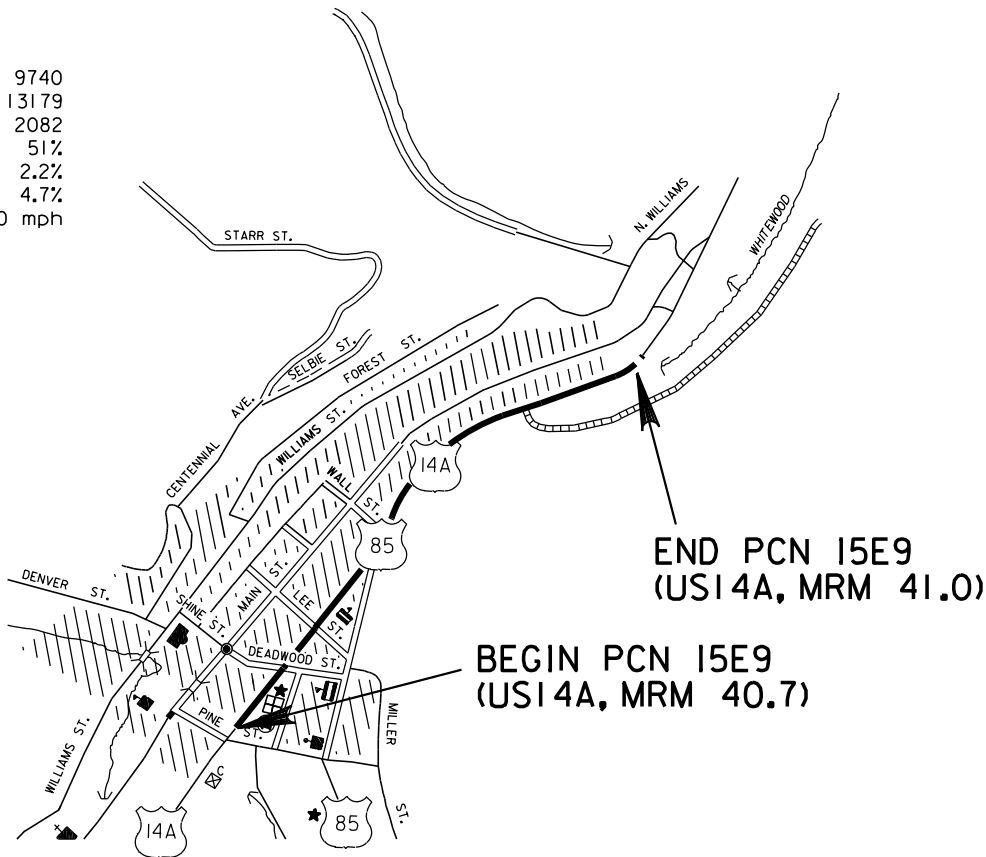 9740
13179
2082
51%
2.2%
4.7%
0 mph
STARR ST.
N. WILLIAMS
WHITEWOOD
SELBIE ST.
FOREST ST.
CENTENNIAL AVE.
WILLIAMS ST.
WALL ST.
14A
85
END PCN 15E9
(US14A, MRM 41.0)
DENVER ST.
SHINE ST.
MAIN ST.
LEE ST.
DEADWOOD ST.
BEGIN PCN 15E9
(US14A, MRM 40.7)
PINE ST.
MILLER ST.
WILLIAMS ST.
C
14A
85